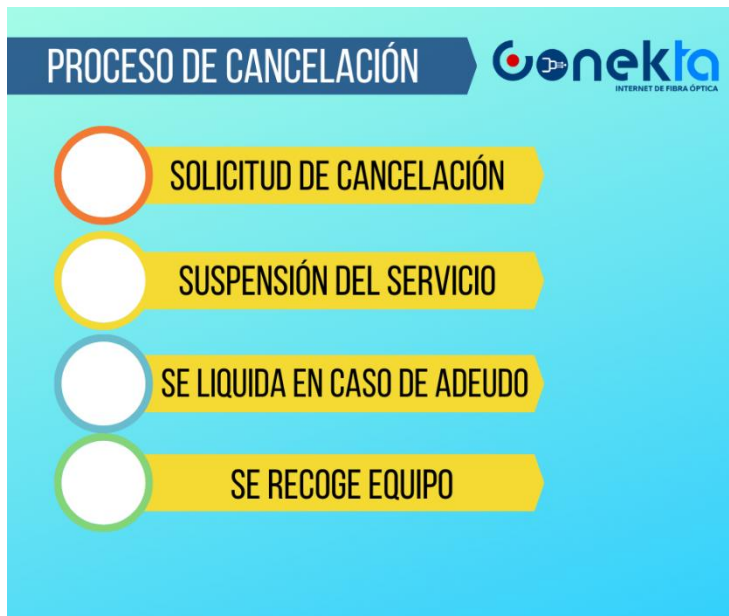 PROCESO DE CANCELACIÓN
Conekta
INTERNET DE FIBRA ÓPTICA
SOLICITUD DE CANCELACIÓN
SUSPENSIÓN DEL SERVICIO
SE LIQUIDA EN CASO DE ADEUDO
SE RECOGE EQUIPO